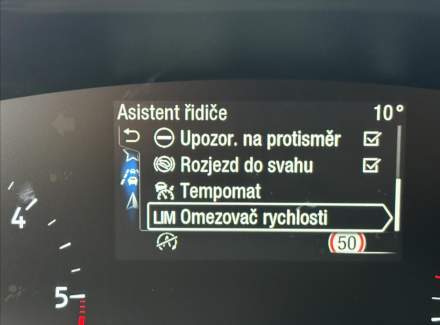 Asistent řidiče 10°
Upozor. na protisměr
Rozjezd do svahu
Tempomat
LIM Omezovač rychlosti
50
4
5